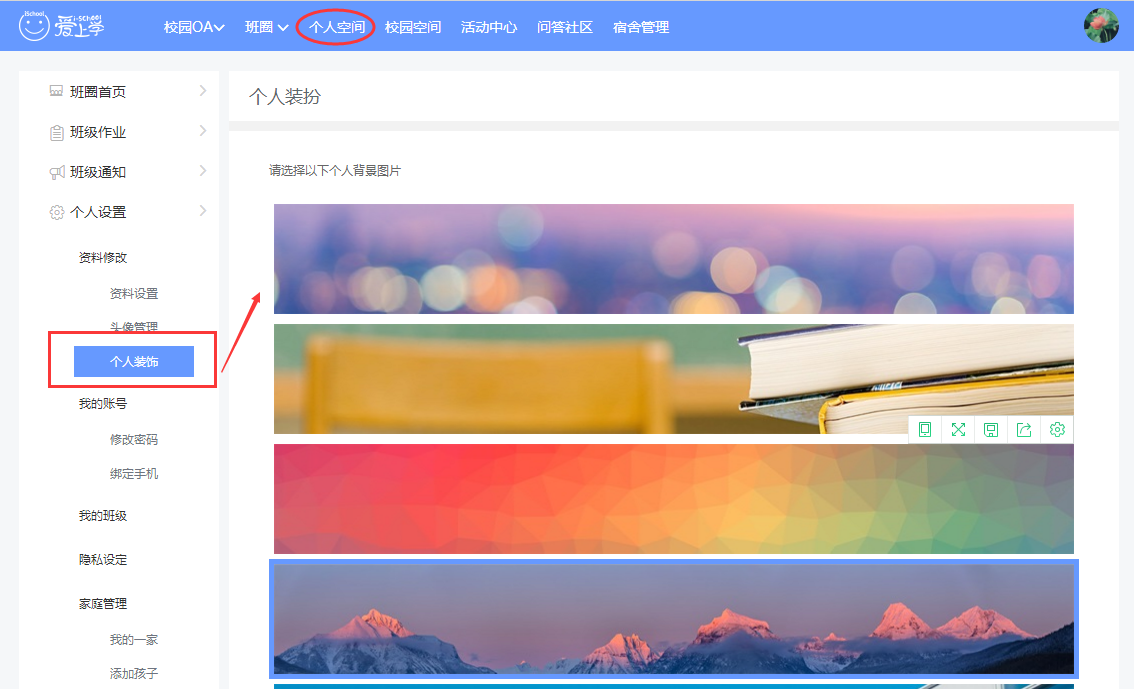 iSchool
爱上学
i-school
校园OA 班圈 个人空间 校园空间 活动中心 问答社区 宿舍管理
班圈首页
班级作业
班级通知
个人设置
资料修改
资料设置
头像管理
个人装饰
我的账号
修改密码
绑定手机
我的班级
隐私设定
家庭管理
我的一家
添加孩子
个人装扮
请选择以下个人背景图片